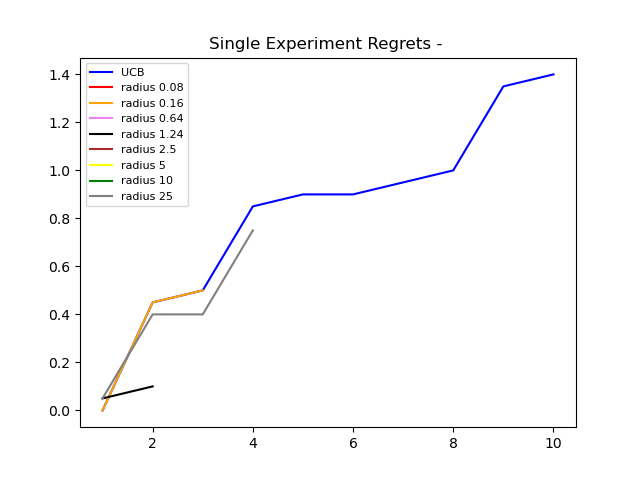 Single Experiment Regrets -
UCB
radius 0.08
radius 0.16
radius 0.64
radius 1.24
radius 2.5
radius 5
radius 10
radius 25
1.4
1.2
1.0
0.8
0.6
0.4
0.2
0.0
2 4 6 8 10